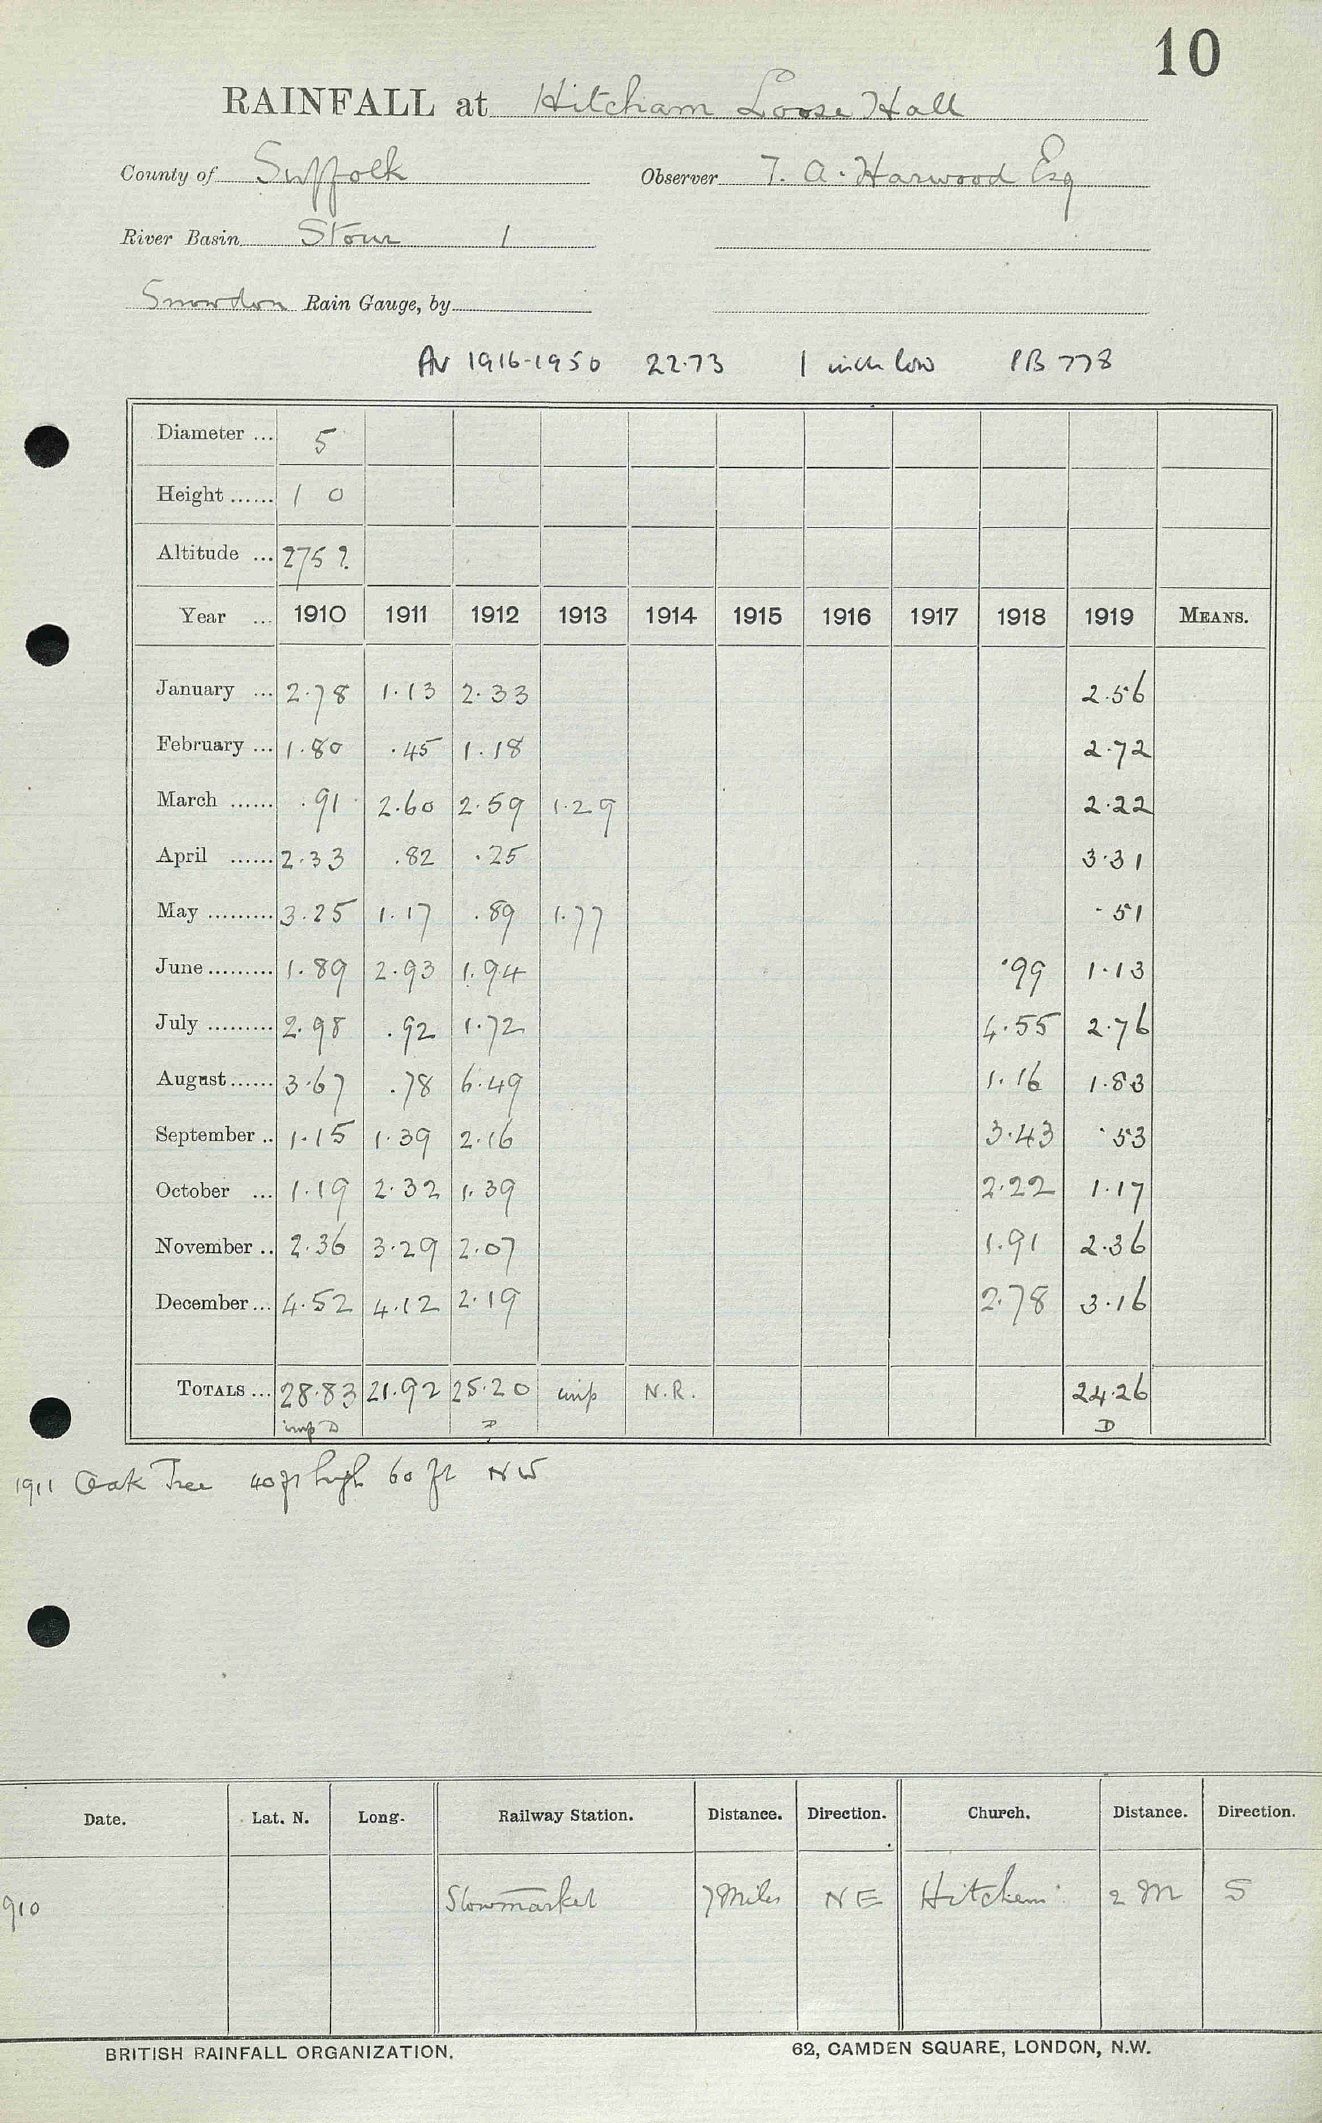 10
RAINFALL at Hitcham Loose Hall
County of Suffolk Observer T. A. Harwood Esq
River Basin Stour 1
Snowdon Rain Gauge, by
Av 1916-1950 22.73 1 inch low PB 778
Diameter ... 5
Height ...... 1 0
Altitude ... 275 ?
Year ... 1910 1911 1912 1913 1914 1915 1916 1917 1918 1919 MEANS.
January ... 2.78 1.13 2.33 2.56
February ... 1.80 .45 1.18 2.72
March ...... .91 2.60 2.59 1.29 2.22
April ...... 2.33 .82 .25 3.31
May ......... 3.25 1.17 .89 1.77 .51
June ......... 1.89 2.93 1.94 .99 1.13
July ......... 2.98 .92 1.72 4.55 2.76
August ...... 3.67 .78 6.49 1.16 1.83
September .. 1.15 1.39 2.16 3.43 .53
October ... 1.19 2.32 1.39 2.22 1.17
November .. 2.36 3.29 2.07 1.91 2.36
December ... 4.52 4.12 2.19 2.78 3.16
TOTALS ... 28.83 21.92 25.20 imp N.R. 24.26
imp D D D
1911 Oak Tree 40 ft high 60 ft NW
Date. Lat. N. Long. Railway Station. Distance. Direction. Church. Distance. Direction.
910 Stowmarket 7 Miles NE Hitcham 2 M S
BRITISH RAINFALL ORGANIZATION. 62, CAMDEN SQUARE, LONDON, N.W.